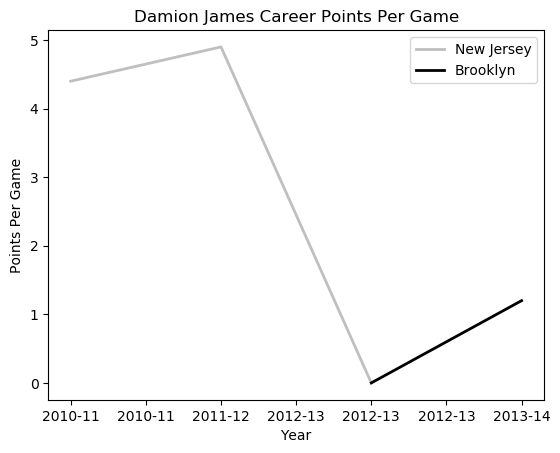 Damion James Career Points Per Game
New Jersey
Brooklyn
Points Per Game
5
4
3
2
1
0
2010-11 2010-11 2011-12 2012-13 2012-13 2012-13 2013-14
Year